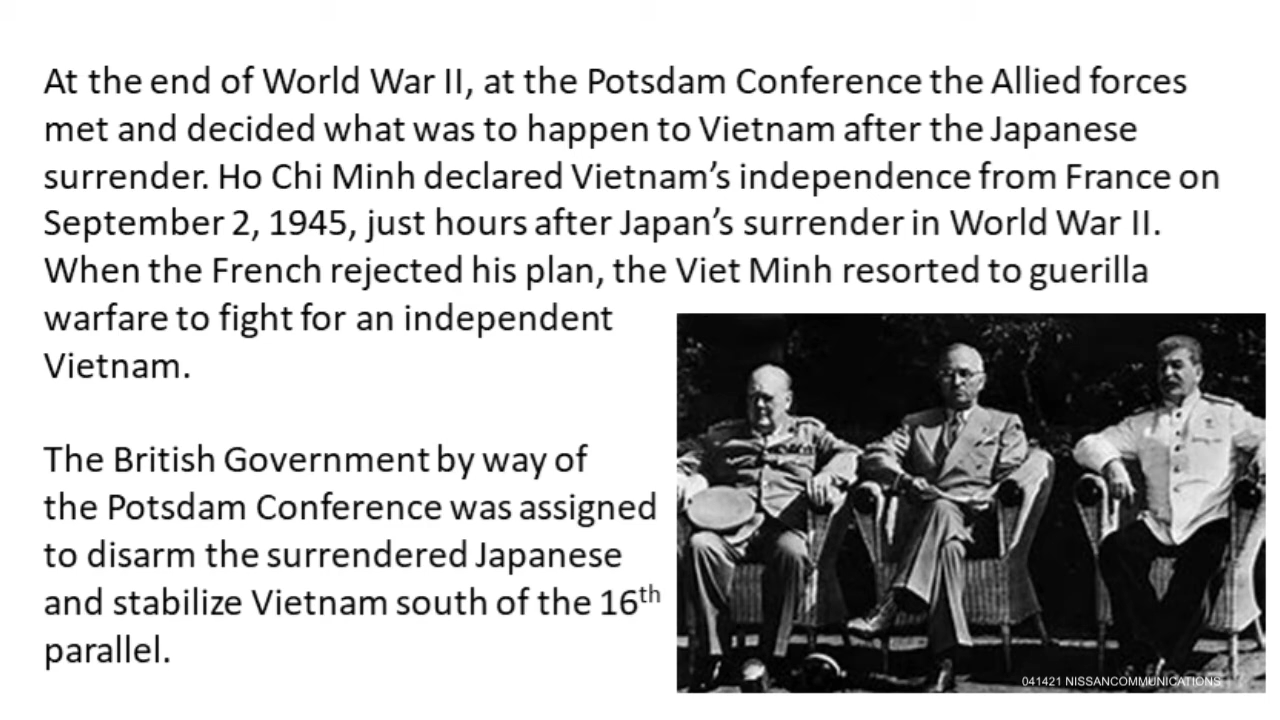 At the end of World War II, at the Potsdam Conference the Allied forces
met and decided what was to happen to Vietnam after the Japanese
surrender. Ho Chi Minh declared Vietnam’s independence from France on
September 2, 1945, just hours after Japan’s surrender in World War II.
When the French rejected his plan, the Viet Minh resorted to guerilla
warfare to fight for an independent
Vietnam.
The British Government by way of
the Potsdam Conference was assigned
to disarm the surrendered Japanese
and stabilize Vietnam south of the 16th
parallel.
041421 NISSANCOMMUNICATIONS